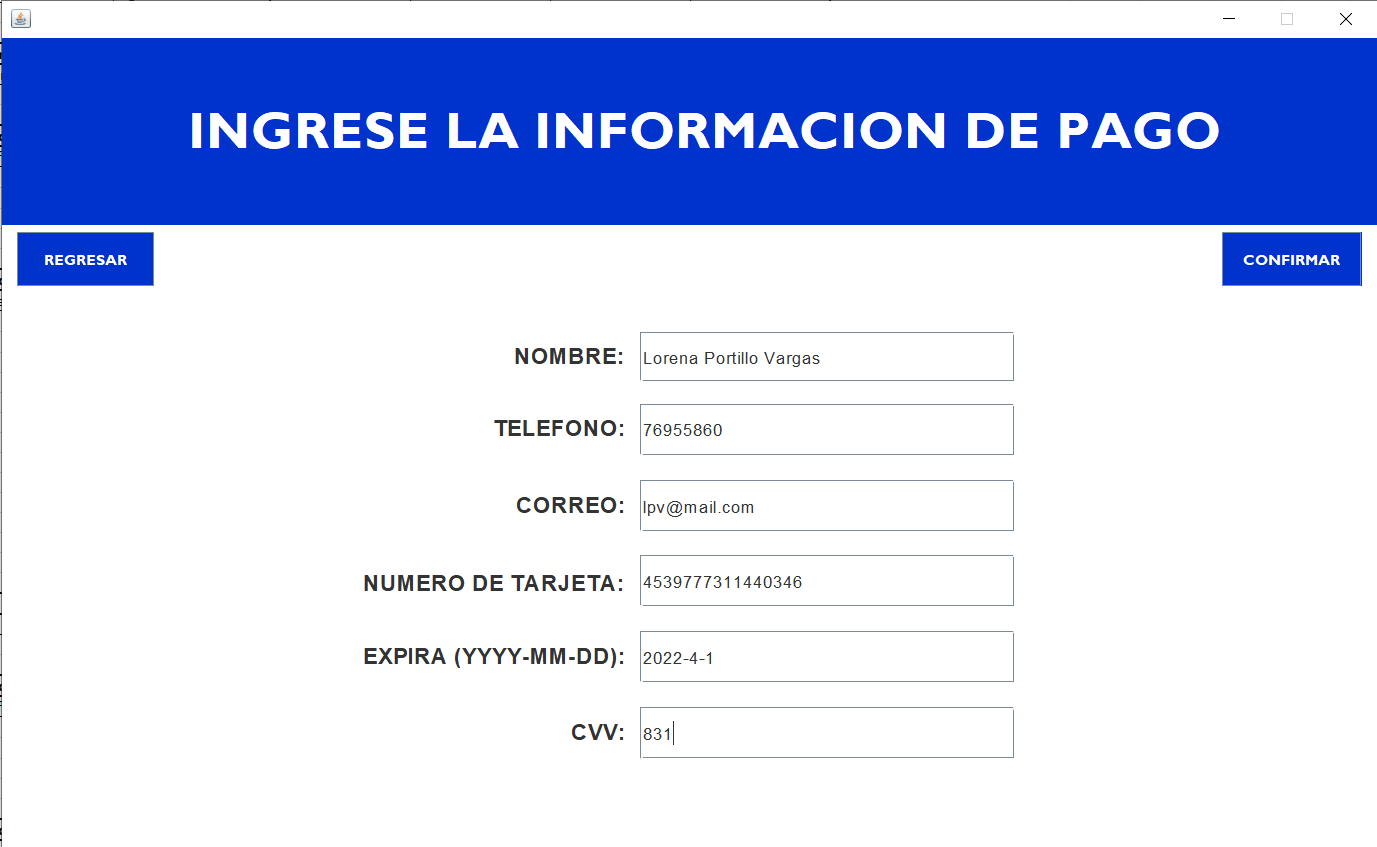 INGRESE LA INFORMACION DE PAGO
REGRESAR
CONFIRMAR
NOMBRE: Lorena Portillo Vargas
TELEFONO: 76955860
CORREO: lpv@mail.com
NUMERO DE TARJETA: 4539777311440346
EXPIRA (YYYY-MM-DD): 2022-4-1
CVV: 831